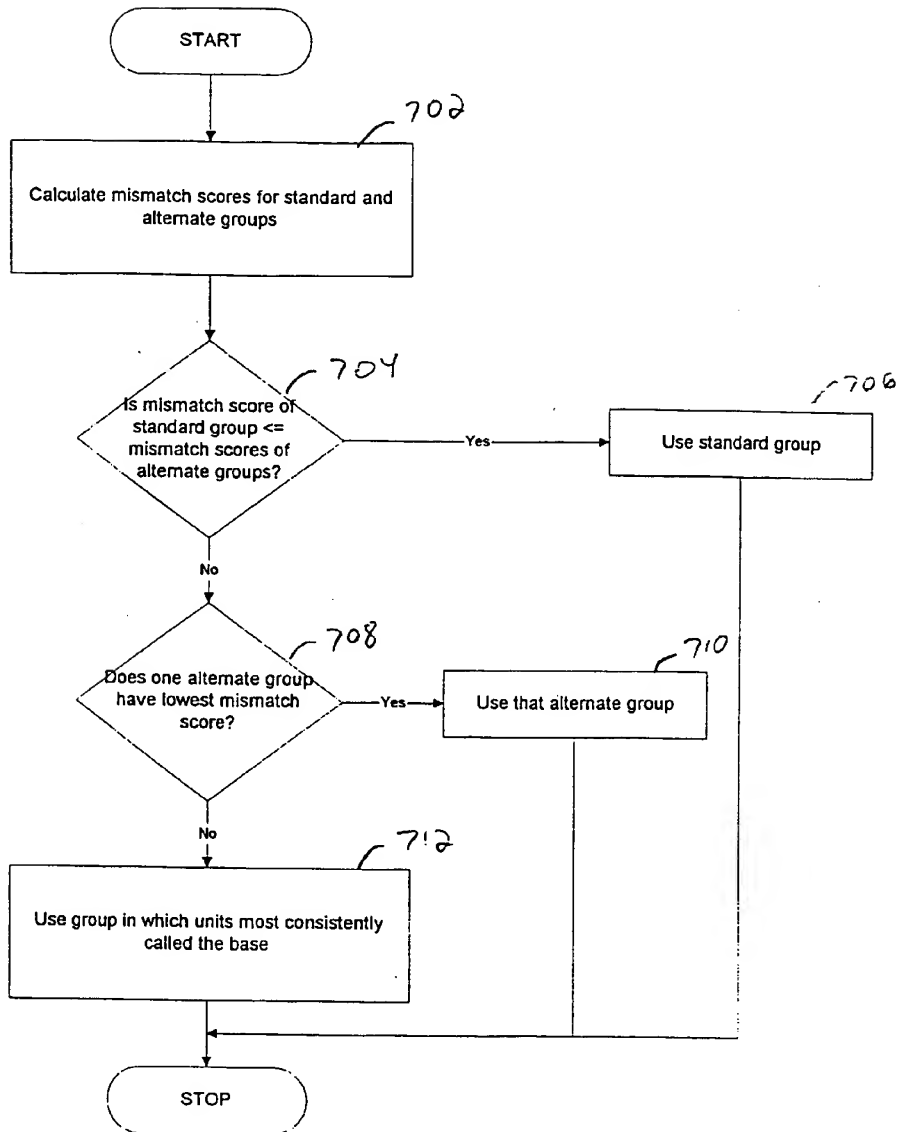 START
702
Calculate mismatch scores for standard and
alternate groups
704
Is mismatch score of
standard group <=
mismatch scores of
alternate groups?
Yes
706
Use standard group
No
708
Does one alternate group
have lowest mismatch
score?
Yes
710
Use that alternate group
No
712
Use group in which units most consistently
called the base
STOP